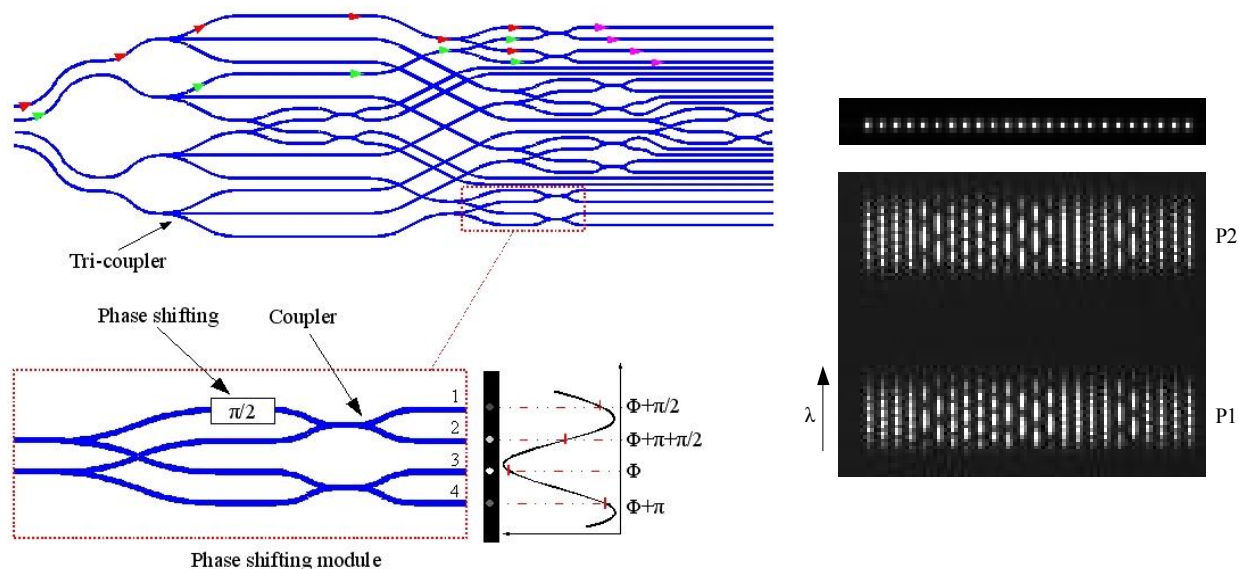 Tri-coupler
Phase shifting
Coupler
π/2
1
2
3
4
Φ+π/2
Φ+π+π/2
Φ
Φ+π
Phase shifting module
P2
λ
P1